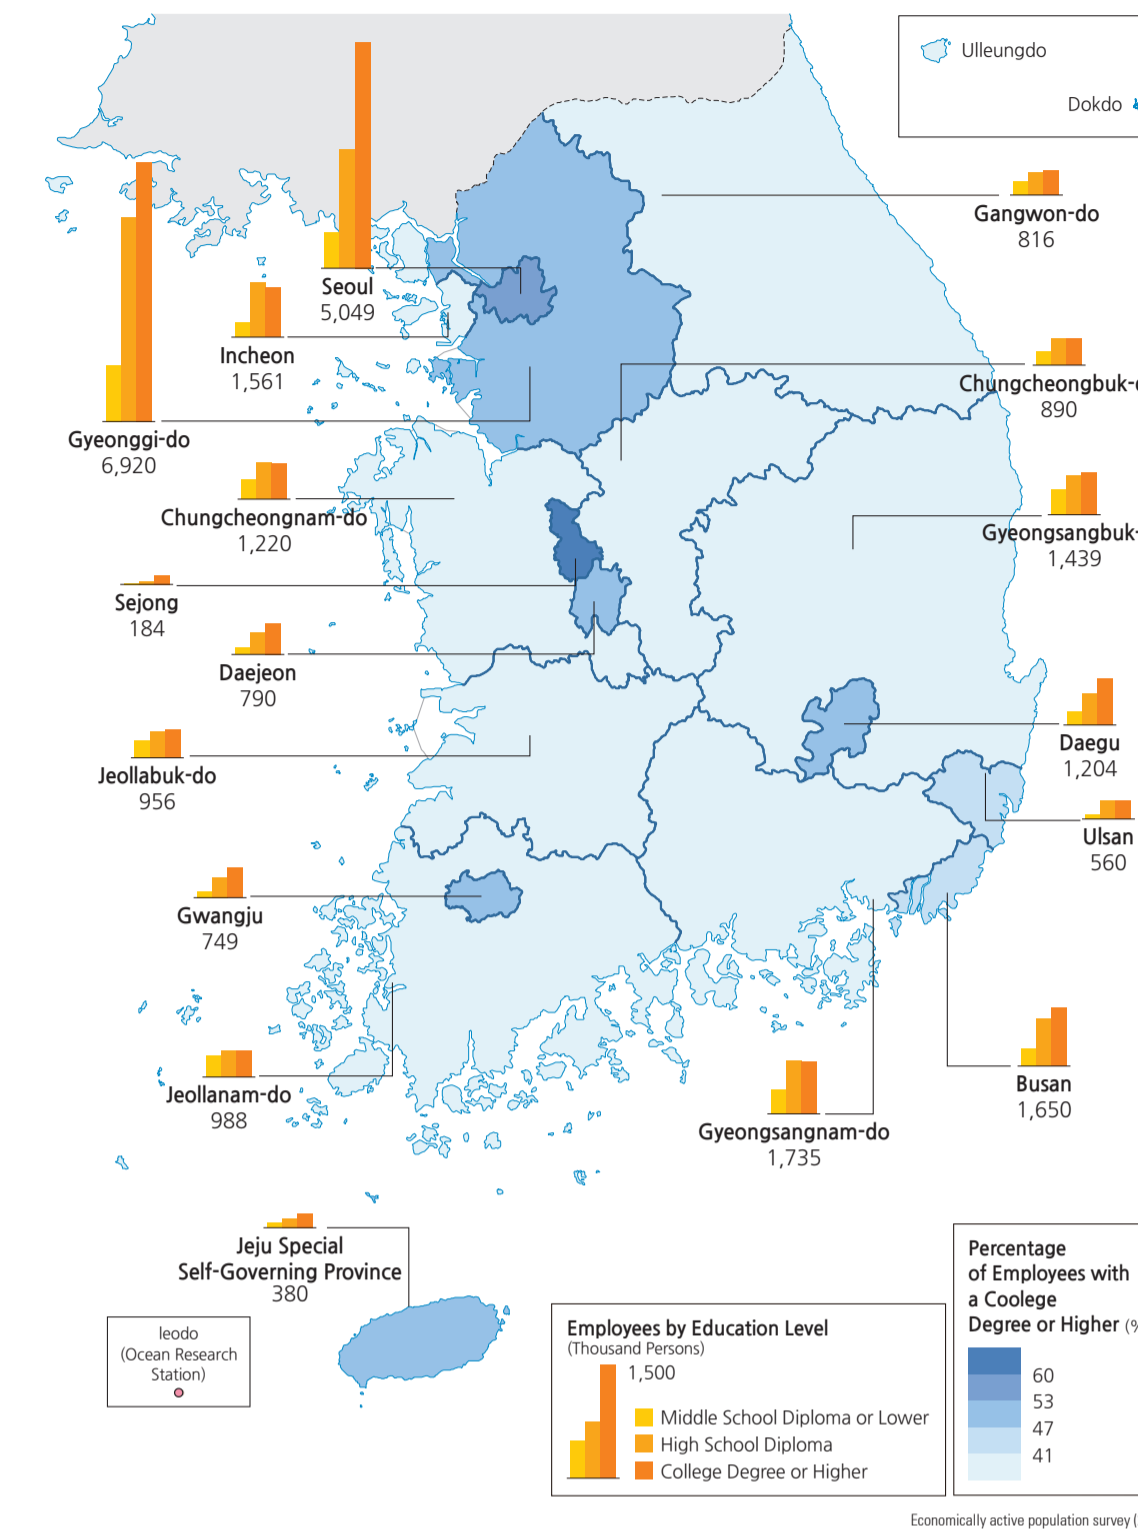 Ulleungdo
Dokdo
Gangwon-do
816
Seoul
5,049
Incheon
1,561
Chungcheongbuk-
890
Gyeonggi-do
6,920
Chungcheongnam-do
1,220
Gyeongsangbuk-
1,439
Sejong
184
Daejeon
790
Daegu
1,204
Jeollabuk-do
956
Ulsan
560
Gwangju
749
Busan
1,650
Jeollanam-do
988
Gyeongsangnam-do
1,735
Jeju Special
Self-Governing Province
380
Ieodo
(Ocean Research
Station)
Employees by Education Level
(Thousand Persons)
1,500
Middle School Diploma or Lower
High School Diploma
College Degree or Higher
Percentage
of Employees with
a Coolege
Degree or Higher (%
60
53
47
41
Economically active population survey (